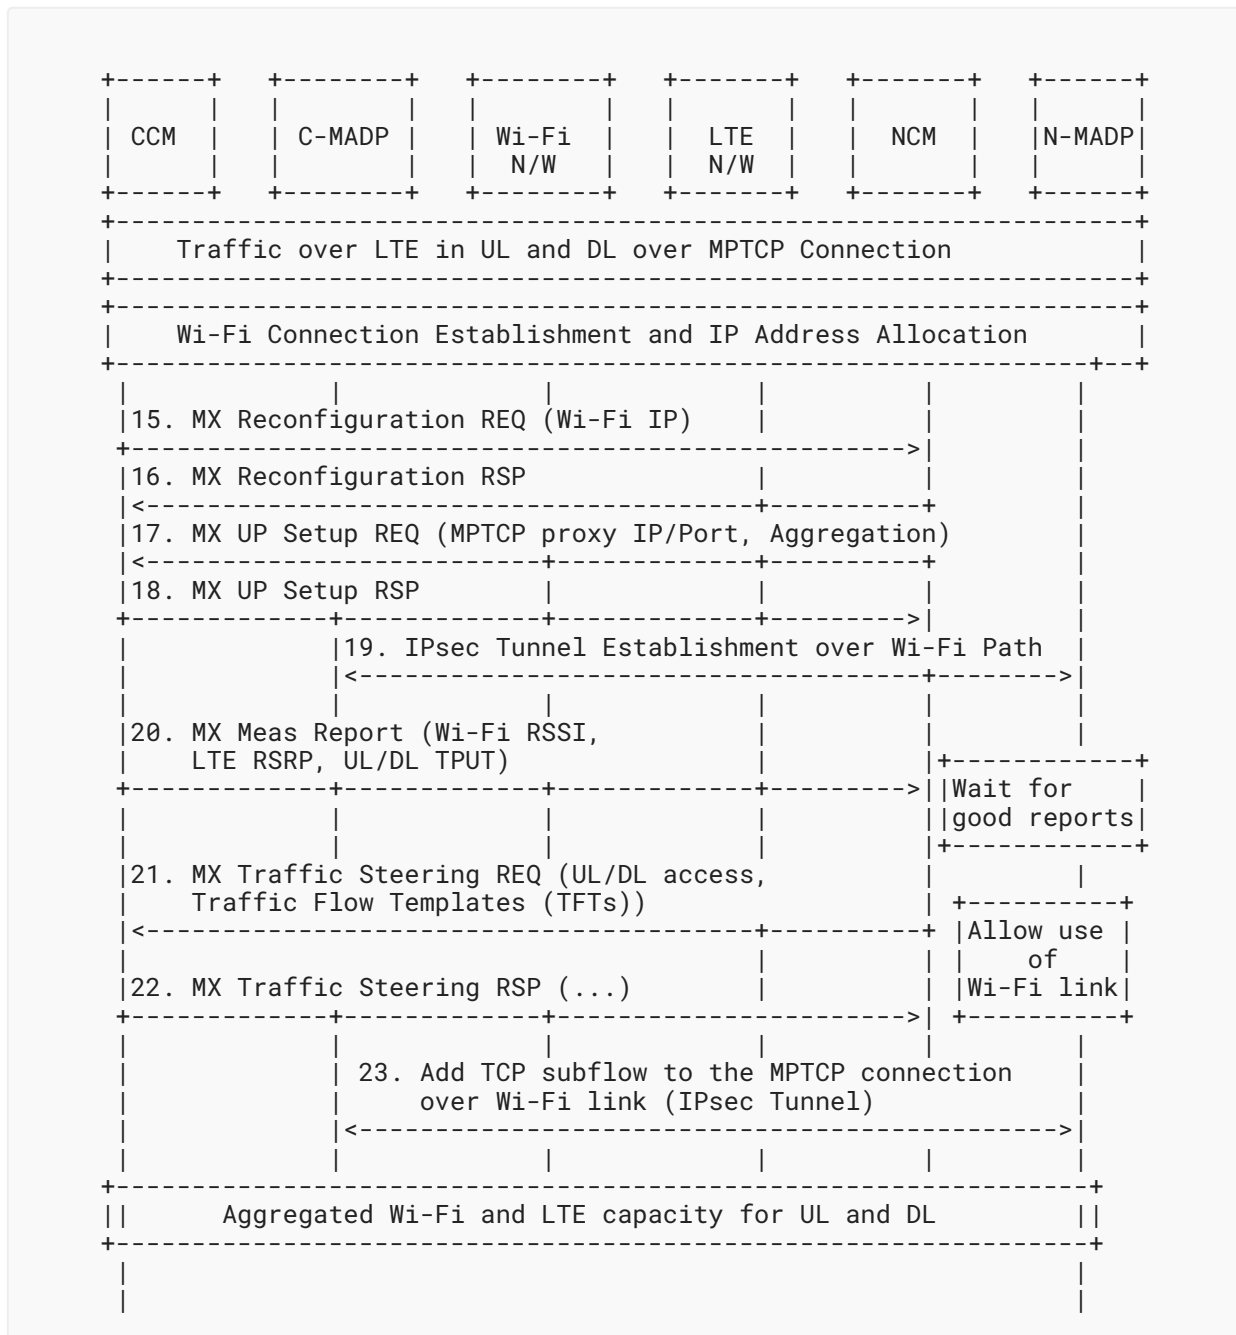 CCM C-MADP Wi-Fi LTE NCM N-MADP
N/W N/W
Traffic over LTE in UL and DL over MPTCP Connection
Wi-Fi Connection Establishment and IP Address Allocation
15. MX Reconfiguration REQ (Wi-Fi IP)
16. MX Reconfiguration RSP
17. MX UP Setup REQ (MPTCP proxy IP/Port, Aggregation)
18. MX UP Setup RSP
19. IPsec Tunnel Establishment over Wi-Fi Path
20. MX Meas Report (Wi-Fi RSSI,
LTE RSRP, UL/DL TPUT)
Wait for
good reports
21. MX Traffic Steering REQ (UL/DL access,
Traffic Flow Templates (TFTs))
Allow use
of
22. MX Traffic Steering RSP (...) Wi-Fi link
23. Add TCP subflow to the MPTCP connection
over Wi-Fi link (IPsec Tunnel)
Aggregated Wi-Fi and LTE capacity for UL and DL